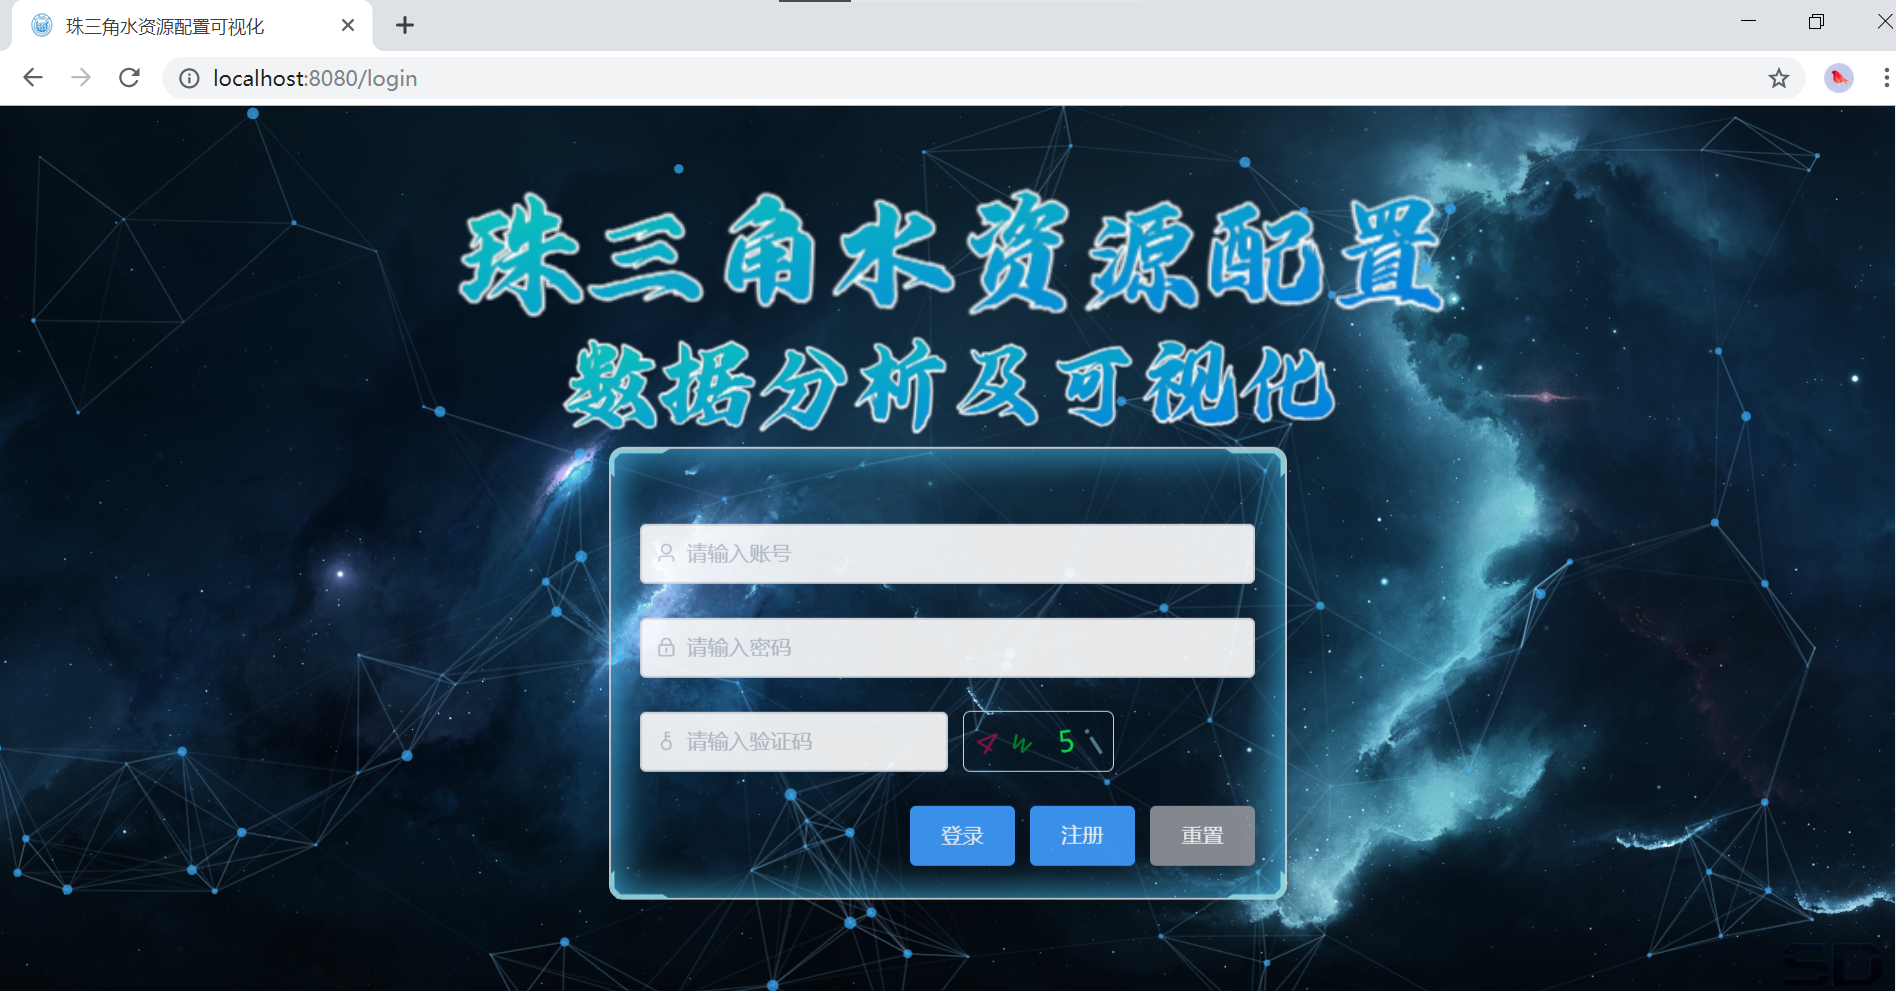 珠三角水资源配置可视化
localhost:8080/login
珠三角水资源配置
数据分析及可视化
请输入账号
请输入密码
请输入验证码
4 w 5 i
登录 注册 重置
SD